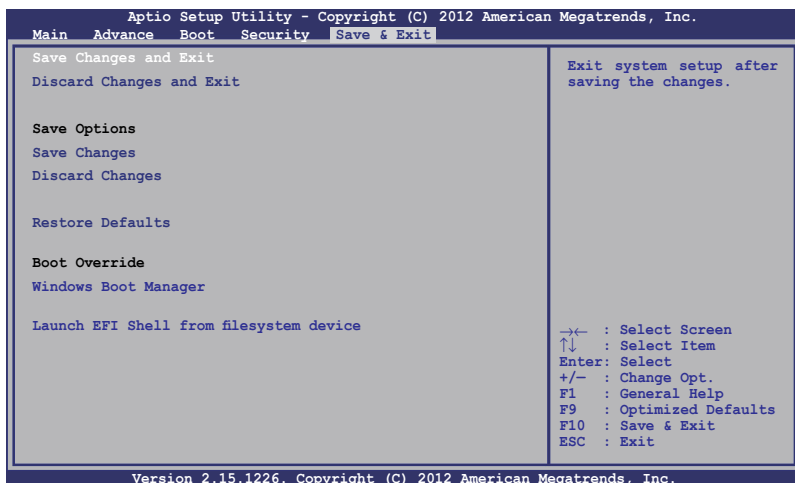 Aptio Setup Utility - Copyright (C) 2012 American Megatrends, Inc.
Main Advance Boot Security Save & Exit
Save Changes and Exit
Discard Changes and Exit
Save Options
Save Changes
Discard Changes
Restore Defaults
Boot Override
Windows Boot Manager
Launch EFI Shell from filesystem device
Exit system setup after
saving the changes.
→← : Select Screen
↑↓ : Select Item
Enter: Select
+/— : Change Opt.
F1 : General Help
F9 : Optimized Defaults
F10 : Save & Exit
ESC : Exit
Version 2.15.1226. Copyright (C) 2012 American Megatrends, Inc.